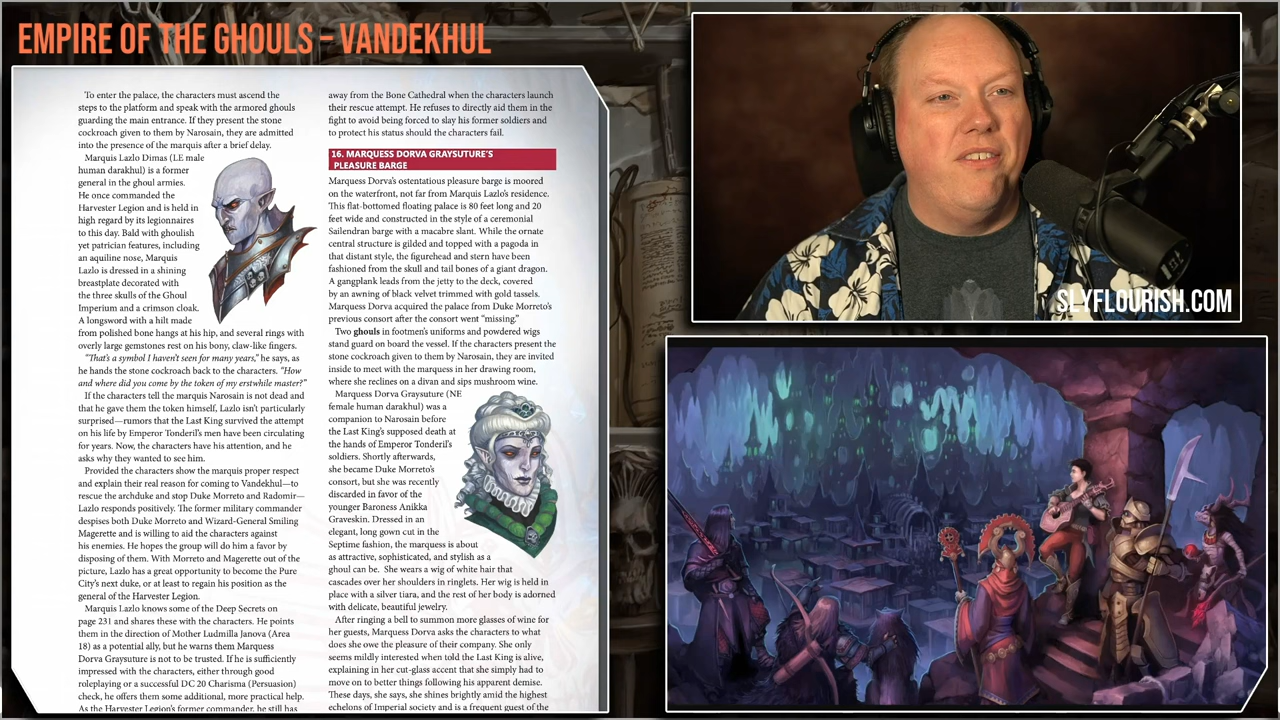 EMPIRE OF THE GHOULS – VANDEKHUL
To enter the palace, the characters must ascend the
steps to the platform and speak with the armored ghouls
guarding the main entrance. If they present the stone
cockroach given to them by Narosain, they are admitted
into the presence of the marquis after a brief delay.
Marquis Lazlo Dimas (LE male
human darakhul) is a former
general in the ghoul armies.
He once commanded the
Harvester Legion and is held in
high regard by its legionnaires
to this day. Bald with ghoulish
yet patrician features, including
an aquiline nose, Marquis
Lazlo is dressed in a shining
breastplate decorated with
the three skulls of the Ghoul
Imperium and a crimson cloak.
A longsword with a hilt made
from polished bone hangs at his hip, and several rings with
overly large gemstones rest on his bony, claw-like fingers.
“That’s a symbol I haven’t seen for many years,” he says, as
he hands the stone cockroach back to the characters. “How
and where did you come by the token of my erstwhile master?”
If the characters tell the marquis Narosain is not dead and
that he gave them the token himself, Lazlo isn’t particularly
surprised—rumors that the Last King survived the attempt
on his life by Emperor Tonderil’s men have been circulating
for years. Now, the characters have his attention, and he
asks why they wanted to see him.
Provided the characters show the marquis proper respect
and explain their real reason for coming to Vandekhul—to
rescue the archduke and stop Duke Morreto and Radomir—
Lazlo responds positively. The former military commander
despises both Duke Morreto and Wizard-General Smiling
Magerette and is willing to aid the characters against
his enemies. He hopes the group will do him a favor by
disposing of them. With Morreto and Magerette out of the
picture, Lazlo has a great opportunity to become the Pure
City’s next duke, or at least to regain his position as the
general of the Harvester Legion.
Marquis Lazlo knows some of the Deep Secrets on
page 231 and shares these with the characters. He points
them in the direction of Mother Ludmilla Janova (Area
18) as a potential ally, but he warns them Marquess
Dorva Graysuture is not to be trusted. If he is sufficiently
impressed with the characters, either through good
roleplaying or a successful DC 20 Charisma (Persuasion)
check, he offers them some additional, more practical help.
As the Harvester Legion’s former commander, he still has
away from the Bone Cathedral when the characters launch
their rescue attempt. He refuses to directly aid them in the
fight to avoid being forced to slay his former soldiers and
to protect his status should the characters fail.
16. MARQUESS DORVA GRAYSUTURE’S
PLEASURE BARGE
Marquess Dorva’s ostentatious pleasure barge is moored
on the waterfront, not far from Marquis Lazlo’s residence.
This flat-bottomed floating palace is 80 feet long and 20
feet wide and constructed in the style of a ceremonial
Sailendran barge with a macabre slant. While the ornate
central structure is gilded and topped with a pagoda in
that distant style, the figurehead and stern have been
fashioned from the skull and tail bones of a giant dragon.
A gangplank leads from the jetty to the deck, covered
by an awning of black velvet trimmed with gold tassels.
Marquess Dorva acquired the palace from Duke Morreto’s
previous consort after the consort went “missing.”
Two ghouls in footmen’s uniforms and powdered wigs
stand guard on board the vessel. If the characters present the
stone cockroach given to them by Narosain, they are invited
inside to meet with the marquess in her drawing room,
where she reclines on a divan and sips mushroom wine.
Marquess Dorva Graysuture (NE
female human darakhul) was a
companion to Narosain before
the Last King’s supposed death at
the hands of Emperor Tonderil’s
soldiers. Shortly afterwards,
she became Duke Morreto’s
consort, but she was recently
discarded in favor of the
younger Baroness Anikka
Graveskin. Dressed in an
elegant, long gown cut in the
Septime fashion, the marquess is about
as attractive, sophisticated, and stylish as a
ghoul can be. She wears a wig of white hair that
cascades over her shoulders in ringlets. Her wig is held in
place with a silver tiara, and the rest of her body is adorned
with delicate, beautiful jewelry.
After ringing a bell to summon more glasses of wine for
her guests, Marquess Dorva asks the characters to what
does she owe the pleasure of their company. She only
seems mildly interested when told the Last King is alive,
explaining in her cut-glass accent that she simply had to
move on to better things following his apparent demise.
These days, she says, she shines brightly amid the highest
echelons of Imperial society and is a frequent guest of the
SLYFLOURISH.COM